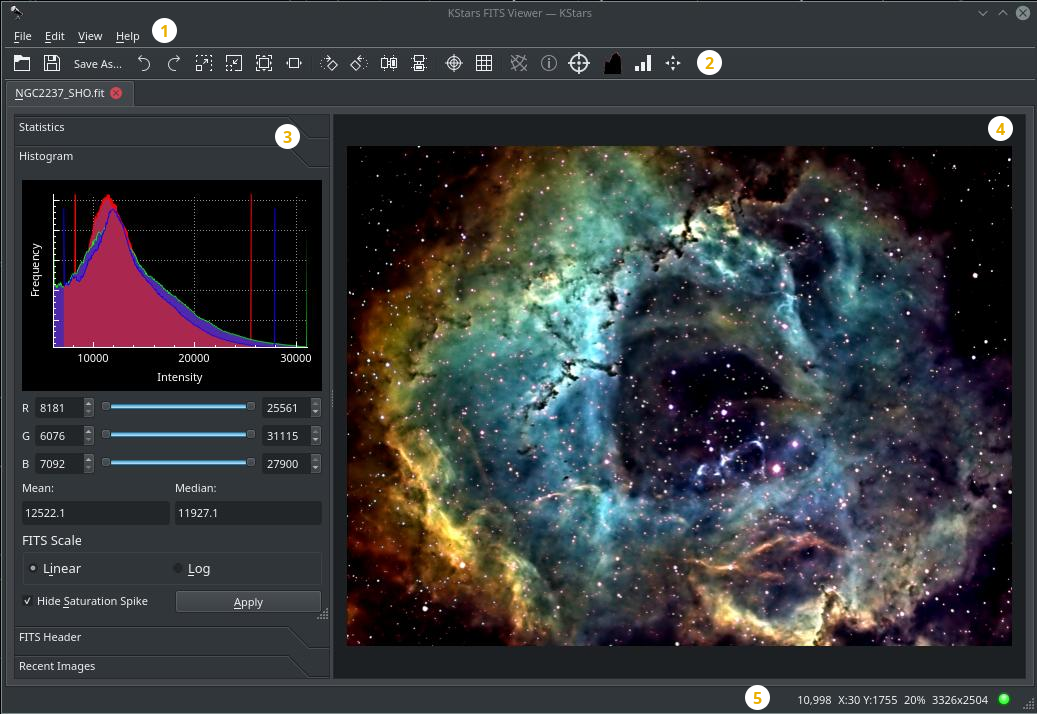 KStars FITS Viewer — KStars
File Edit View Help 1
Save As... 2
NGC2237_SHO.fit
Statistics
3
4
Histogram
Frequency
10000 20000 30000
Intensity
R 8181 25561
G 6076 31115
B 7092 27900
Mean: Median:
12522.1 11927.1
FITS Scale
Linear Log
Hide Saturation Spike Apply
FITS Header
Recent Images
5 10,998 X:30 Y:1755 20% 3326x2504